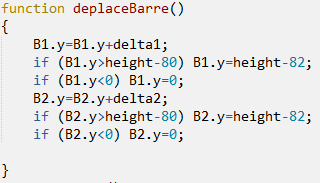 function deplaceBarre()
{
B1.y=B1.y+delta1;
if (B1.y>height-80) B1.y=height-82;
if (B1.y<0) B1.y=0;
B2.y=B2.y+delta2;
if (B2.y>height-80) B2.y=height-82;
if (B2.y<0) B2.y=0;
}